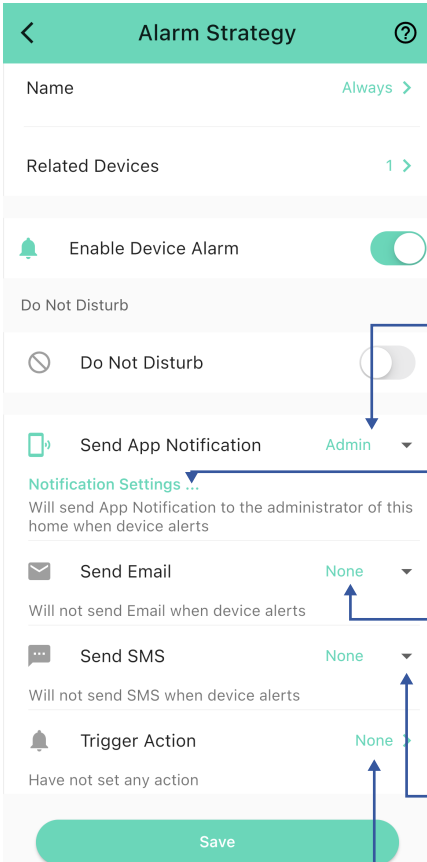 Alarm Strategy
Name
Always
Related Devices
1
Enable Device Alarm
Do Not Disturb
Do Not Disturb
Send App Notification
Admin
Notification Settings ...
Will send App Notification to the administrator of this
home when device alerts
Send Email
None
Will not send Email when device alerts
Send SMS
None
Will not send SMS when device alerts
Trigger Action
None
Have not set any action
Save